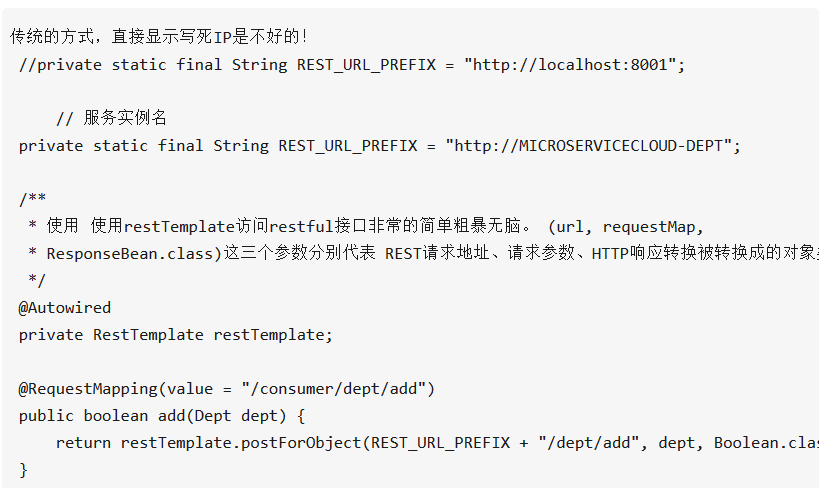 传统的方式，直接显示写死IP是不好的！
//private static final String REST_URL_PREFIX = "http://localhost:8001";
// 服务实例名
private static final String REST_URL_PREFIX = "http://MICROSERVICECLOUD-DEPT";
/**
* 使用 使用restTemplate访问restful接口非常的简单粗暴无脑。 (url, requestMap,
* ResponseBean.class)这三个参数分别代表 REST请求地址、请求参数、HTTP响应转换被转换成的对象
*/
@Autowired
private RestTemplate restTemplate;
@RequestMapping(value = "/consumer/dept/add")
public boolean add(Dept dept) {
return restTemplate.postForObject(REST_URL_PREFIX + "/dept/add", dept, Boolean.clas
}